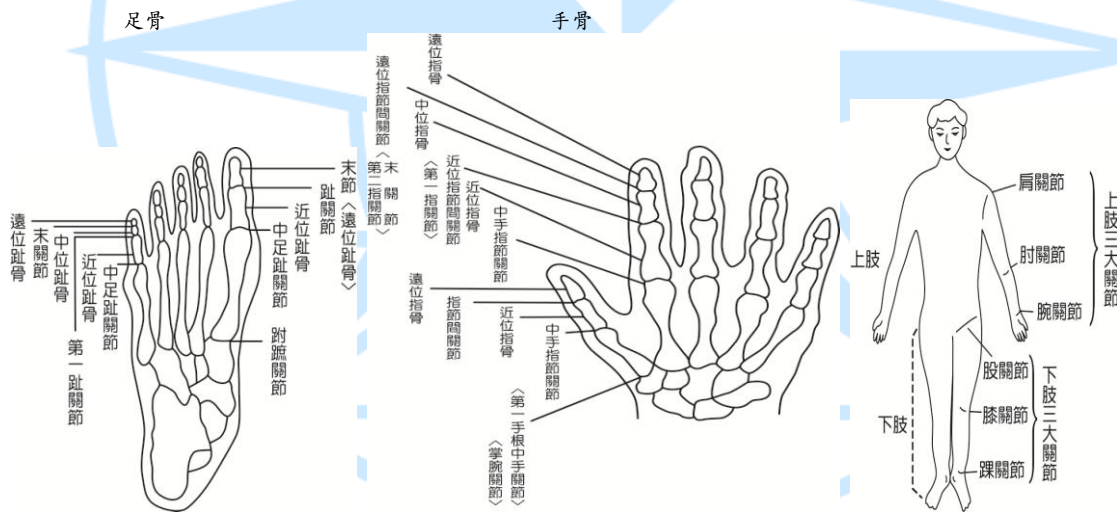 足骨
手骨
遠位趾骨
末關節
中位趾骨
近位趾骨
中足趾關節
第一趾關節
末節〈遠位趾骨〉
趾關節
近位趾骨
中足趾關節
跗蹠關節
遠位指骨
遠位指節間關節
〈第二指關節〉
末關節
中位指骨
近位指節間關節
〈第一指關節〉
近位指骨
中手指節關節
遠位指骨
指節間關節
近位指骨
中手指節關節
〈第一手根中手關節〉
〈掌腕關節〉
肩關節
上肢
肘關節
腕關節
上肢三大關節
股關節
膝關節
踝關節
下肢
下肢三大關節